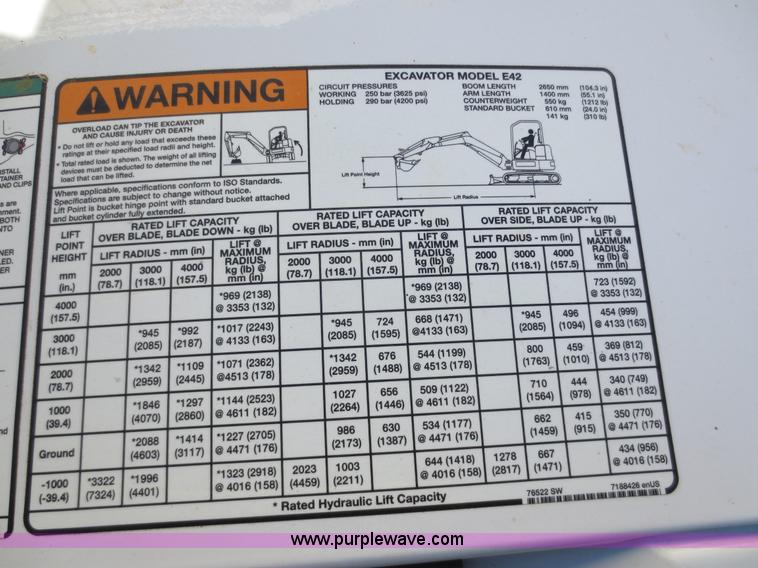 WARNING
OVERLOAD CAN TIP THE EXCAVATOR
AND CAUSE INJURY OR DEATH
• Do not lift or hold any load that exceeds these
ratings at their specified load radii and height.
• Total rated load is shown. The weight of all lifting
devices must be deducted to determine the net
load that can be lifted.
Where applicable, specifications conform to ISO Standards.
Specifications are subject to change without notice.
Lift Point is bucket hinge point with standard bucket attached
and bucket cylinder fully extended.
EXCAVATOR MODEL E42
CIRCUIT PRESSURES BOOM LENGTH 2650 mm (104.3 in)
WORKING 250 bar (3625 psi) ARM LENGTH 1400 mm (55.1 in)
HOLDING 290 bar (4200 psi) COUNTERWEIGHT 550 kg (1212 lb)
STANDARD BUCKET 610 mm (24.0 in)
141 kg (310 lb)
Lift Point Height
Lift Radius
LIFT POINT HEIGHT mm (in.)
RATED LIFT CAPACITY OVER BLADE, BLADE DOWN - kg (lb)
RATED LIFT CAPACITY OVER BLADE, BLADE UP - kg (lb)
RATED LIFT CAPACITY OVER SIDE, BLADE UP - kg (lb)
LIFT RADIUS - mm (in) LIFT @ MAXIMUM RADIUS, kg (lb) @ mm (in)
LIFT RADIUS - mm (in) LIFT @ MAXIMUM RADIUS, kg (lb) @ mm (in)
LIFT RADIUS - mm (in) LIFT @ MAXIMUM RADIUS, kg (lb) @ mm (in)
2000 3000 4000 2000 3000 4000 2000 3000 4000
(78.7) (118.1) (157.5) (78.7) (118.1) (157.5) (78.7) (118.1) (157.5)
4000 *969 (2138) *969 (2138) 723 (1592)
(157.5) @ 3353 (132) @ 3353 (132) @ 3353 (132)
3000 *945 *992 *1017 (2243) *945 724 668 (1471) *945 496 454 (999)
(118.1) (2085) (2187) @4133 (163) (2085) (1595) @4133 (163) (2085) (1094) @ 4133 (163)
2000 *1342 *1109 *1071 (2362) *1342 676 544 (1199) 800 459 369 (812)
(78.7) (2959) (2445) @4513 (178) (2959) (1488) @ 4513 (178) (1763) (1010) @ 4513 (178)
1000 *1846 *1297 *1144 (2523) 1027 656 509 (1122) 710 444 340 (749)
(39.4) (4070) (2860) @ 4611 (182) (2264) (1446) @ 4611 (182) (1564) (978) @ 4611 (182)
Ground *2088 *1414 *1227 (2705) 986 630 534 (1177) 662 415 350 (770)
(4603) (3117) @ 4471 (176) (2173) (1387) @ 4471 (176) (1459) (915) @ 4471 (176)
-1000 *3322 *1996 *1323 (2918) 2023 1003 644 (1418) 1278 667 434 (956)
(-39.4) (7324) (4401) @ 4016 (158) (4459) (2211) @ 4016 (158) (2817) (1471) @ 4016 (158)
* Rated Hydraulic Lift Capacity
76522 SW 7188426 enUS
www.purplewave.com